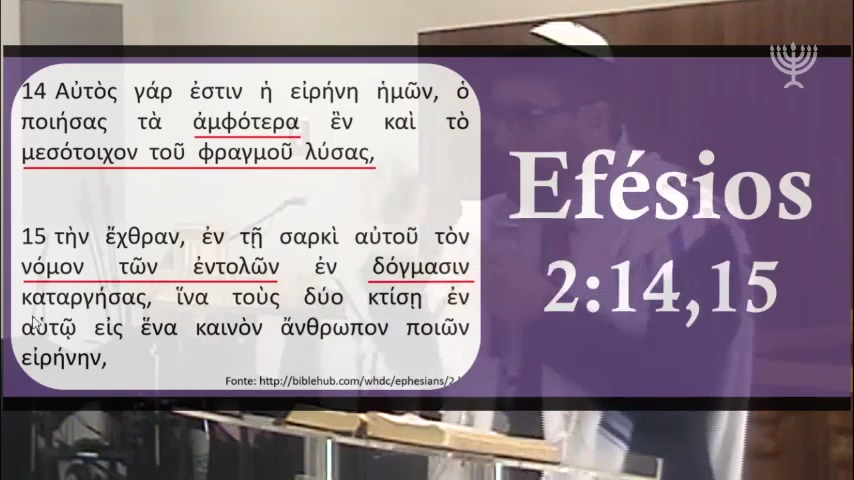 14 Αὐτὸς γάρ ἐστιν ἡ εἰρήνη ἡμῶν, ὁ
ποιήσας τὰ ἀμφότερα ἓν καὶ τὸ
μεσότοιχον τοῦ φραγμοῦ λύσας,
15 τὴν ἔχθραν, ἐν τῇ σαρκὶ αὐτοῦ τὸν
νόμον τῶν ἐντολῶν ἐν δόγμασιν
καταργήσας, ἵνα τοὺς δύο κτίσῃ ἐν
αὑτῷ εἰς ἕνα καινὸν ἄνθρωπον ποιῶν
εἰρήνην,
Fonte: http://biblehub.com/whdc/ephesians/2.
Efésios
2:14,15